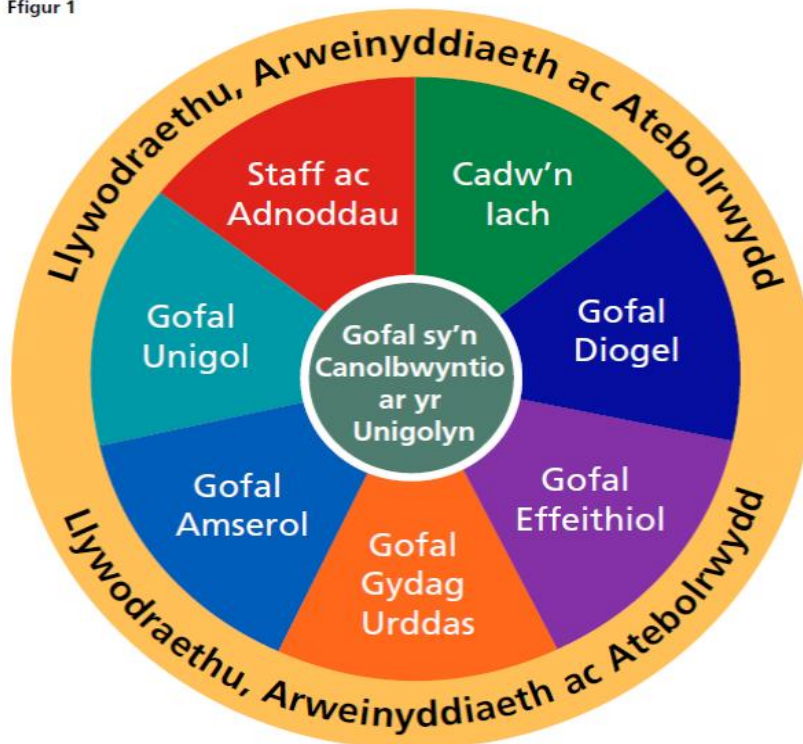 Ffigur 1
Llywodraethu, Arweinyddiaeth ac Atebolrwydd
Staff ac
Adnoddau
Cadw'n
Iach
Gofal
Unigol
Gofal
Diogel
Gofal sy'n
Canolbwyntio
ar yr
Unigolyn
Gofal
Amserol
Gofal
Effeithiol
Gofal
Gydag
Urddas
Llywodraethu, Arweinyddiaeth ac Atebolrwydd